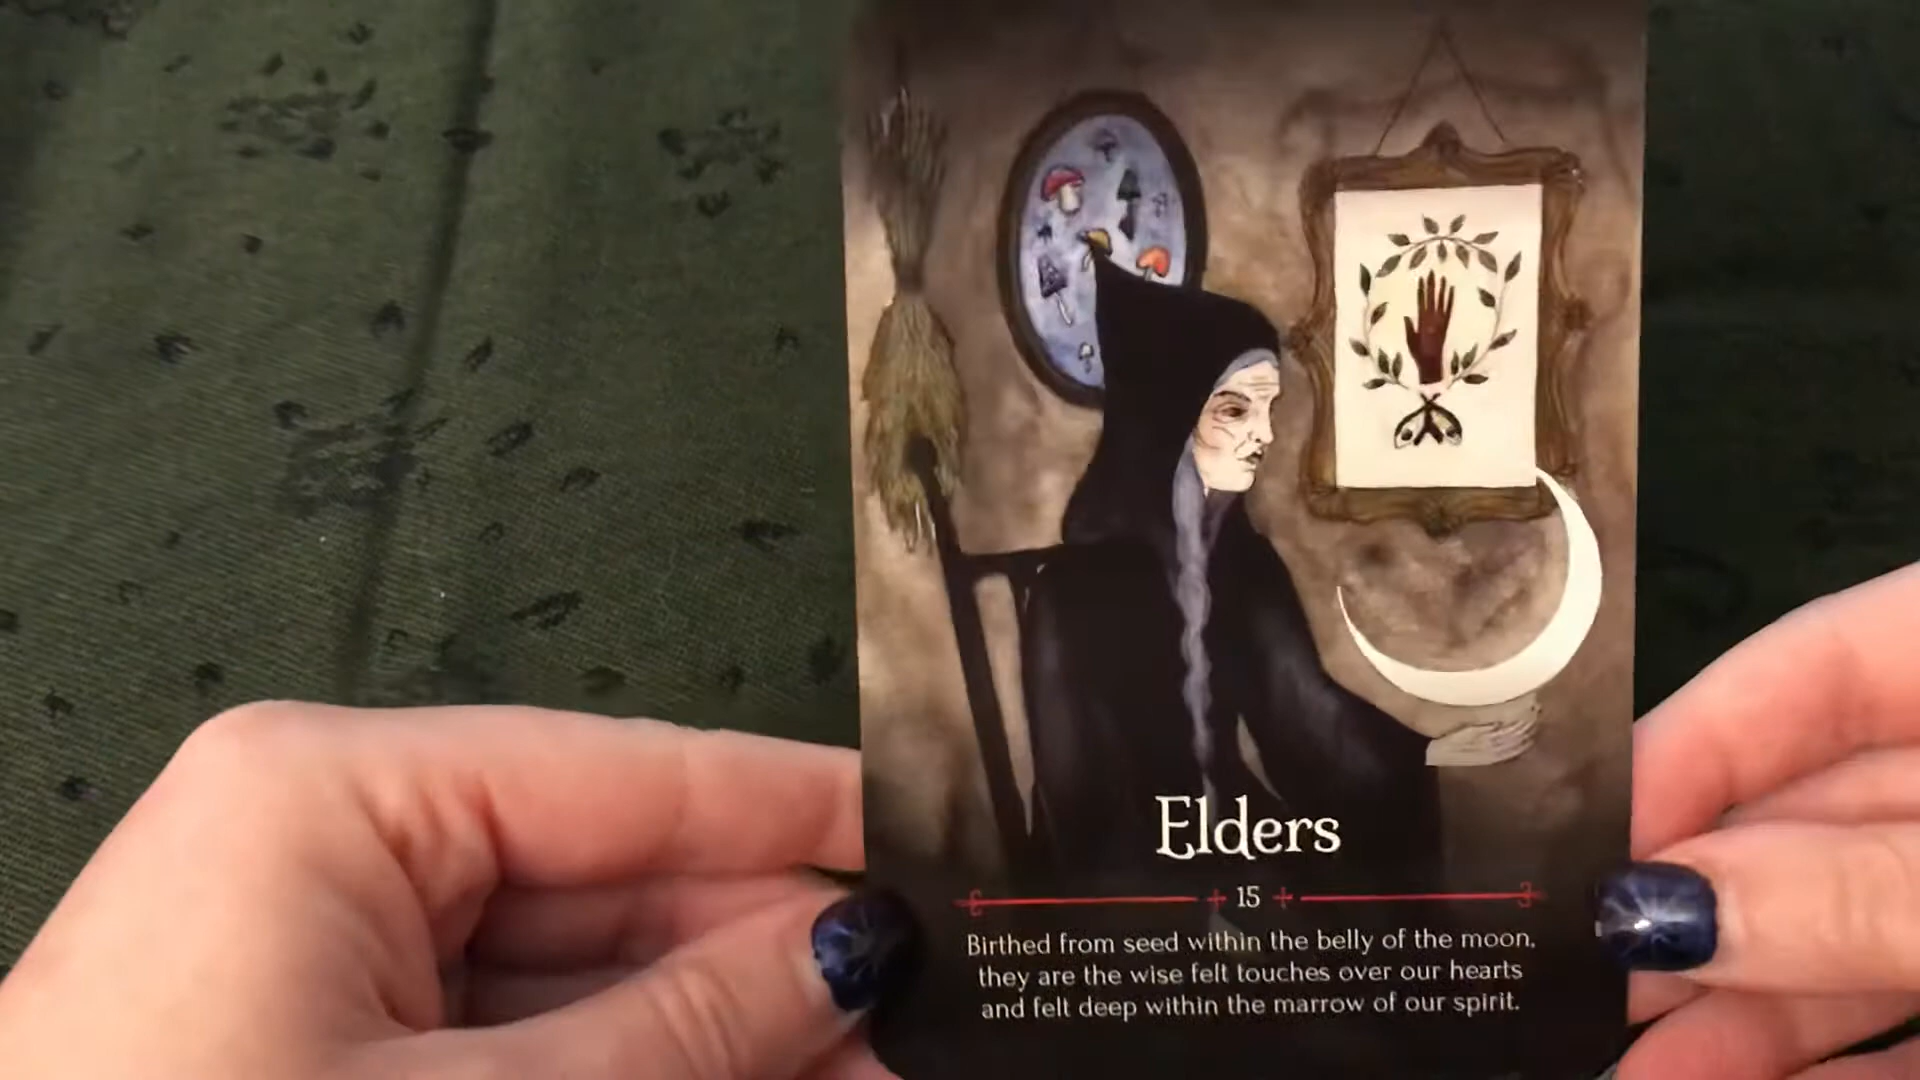 Elders
15
Birthed from seed within the belly of the moon,
they are the wise felt touches over our hearts
and felt deep within the marrow of our spirit.